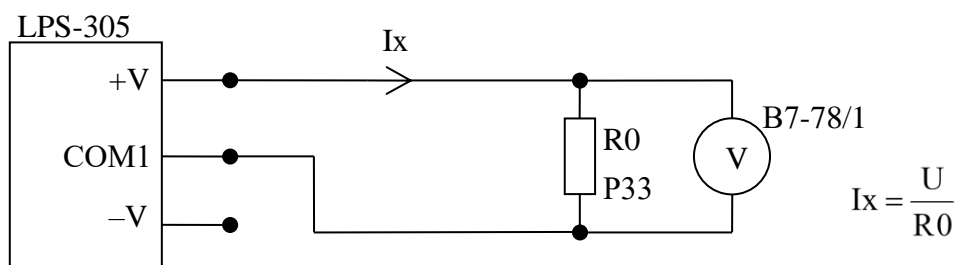 LPS-305
Ix
+V
B7-78/1
R0
COM1
V
P33
Ix = U/R0
–V